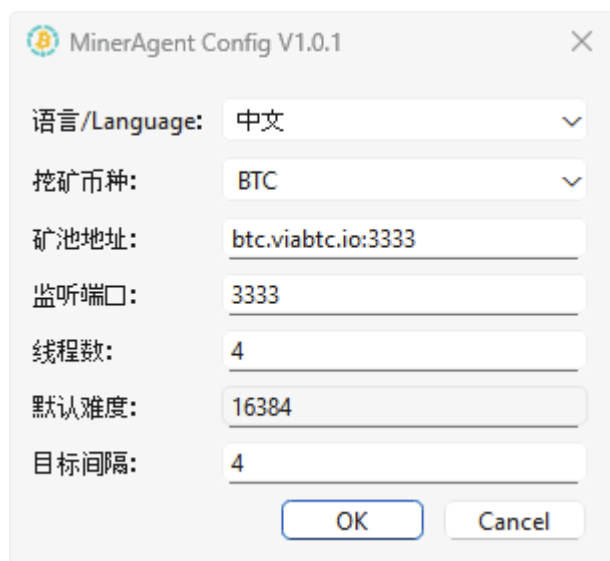 MinerAgent Config V1.0.1
语言/Language: 中文
挖矿币种: BTC
矿池地址: btc.viabtc.io:3333
监听端口: 3333
线程数: 4
默认难度: 16384
目标间隔: 4
OK Cancel